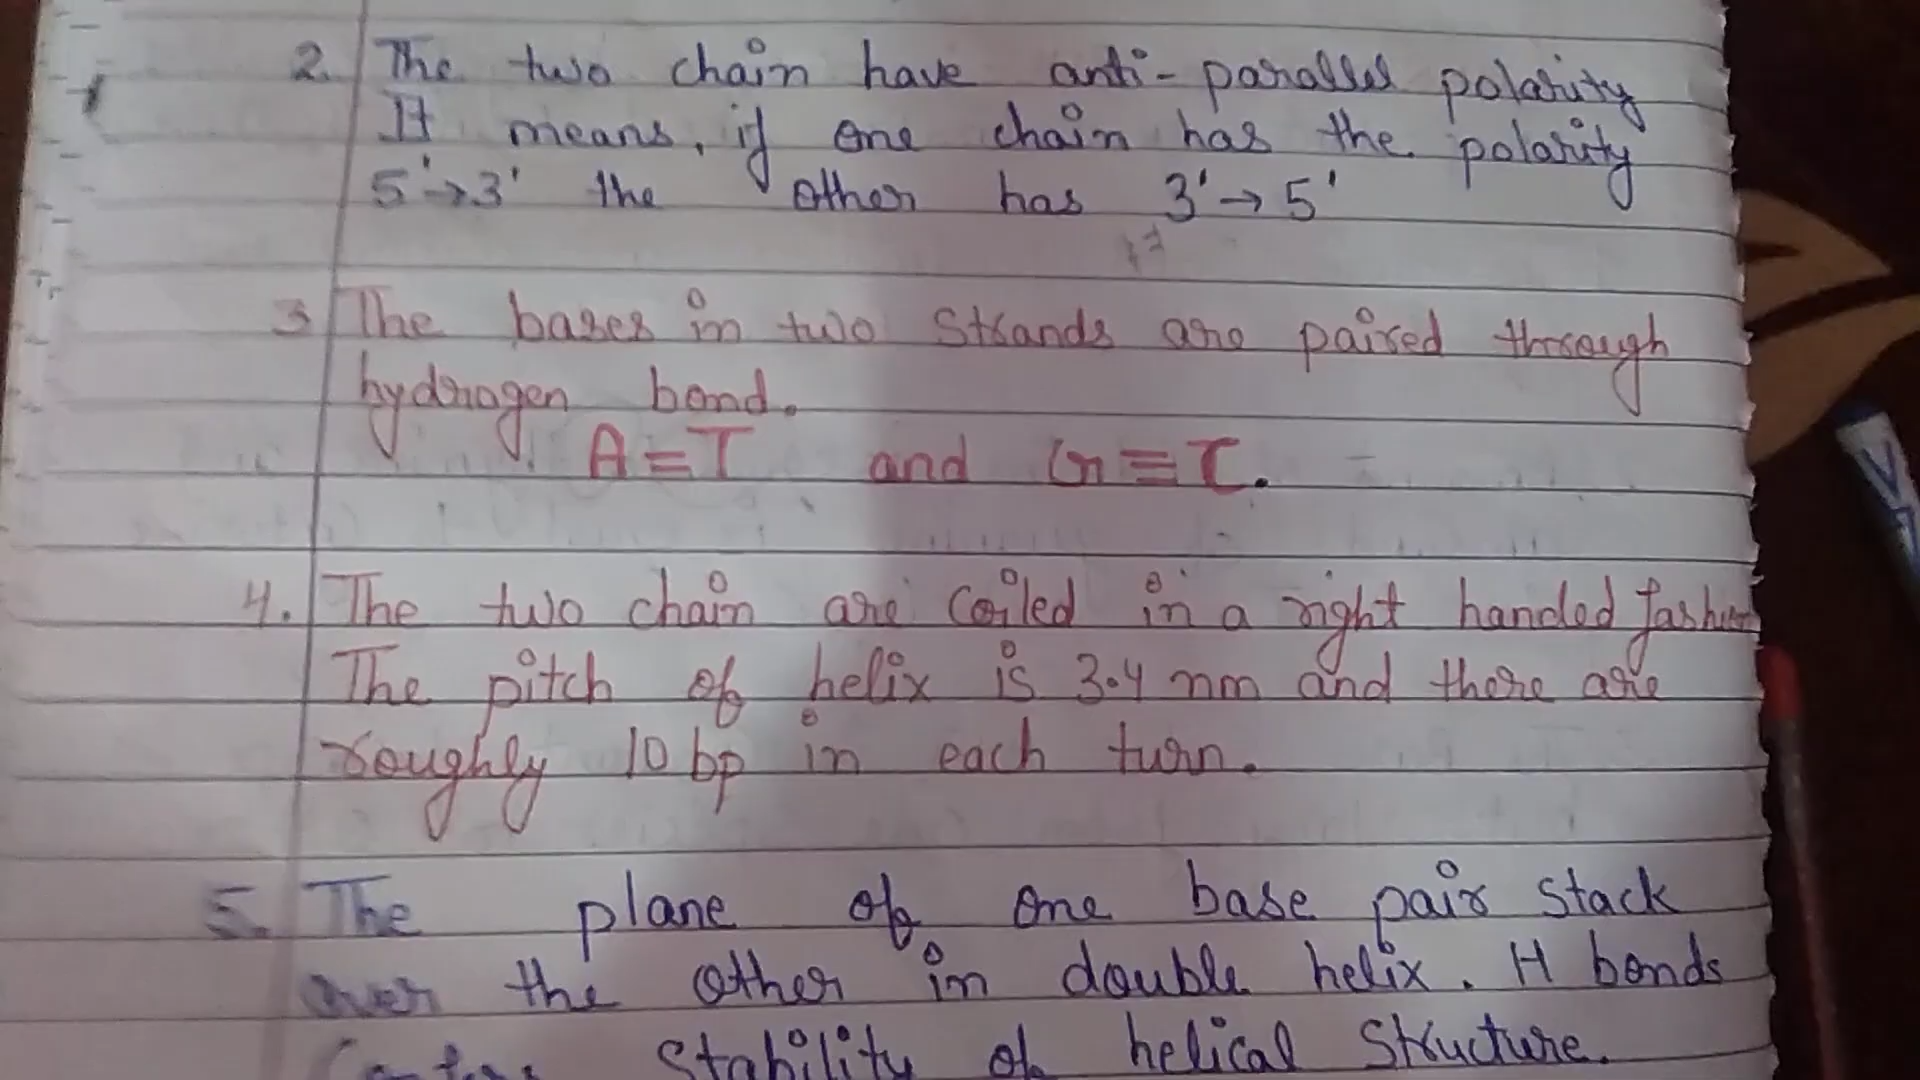 2. The two chain have anti-parallel polarity
It means, if one chain has the polarity
5'→3' the other has 3'→5'
3 The bases in two strands are paired through
hydrogen bond.
A=T and G≡C.
4. The two chain are coiled in a right handed fashion
The pitch of helix is 3.4 nm and there are
roughly 10 bp in each turn.
5. The plane of one base pair stack
over the other in double helix. H bonds
stability of helical structure.